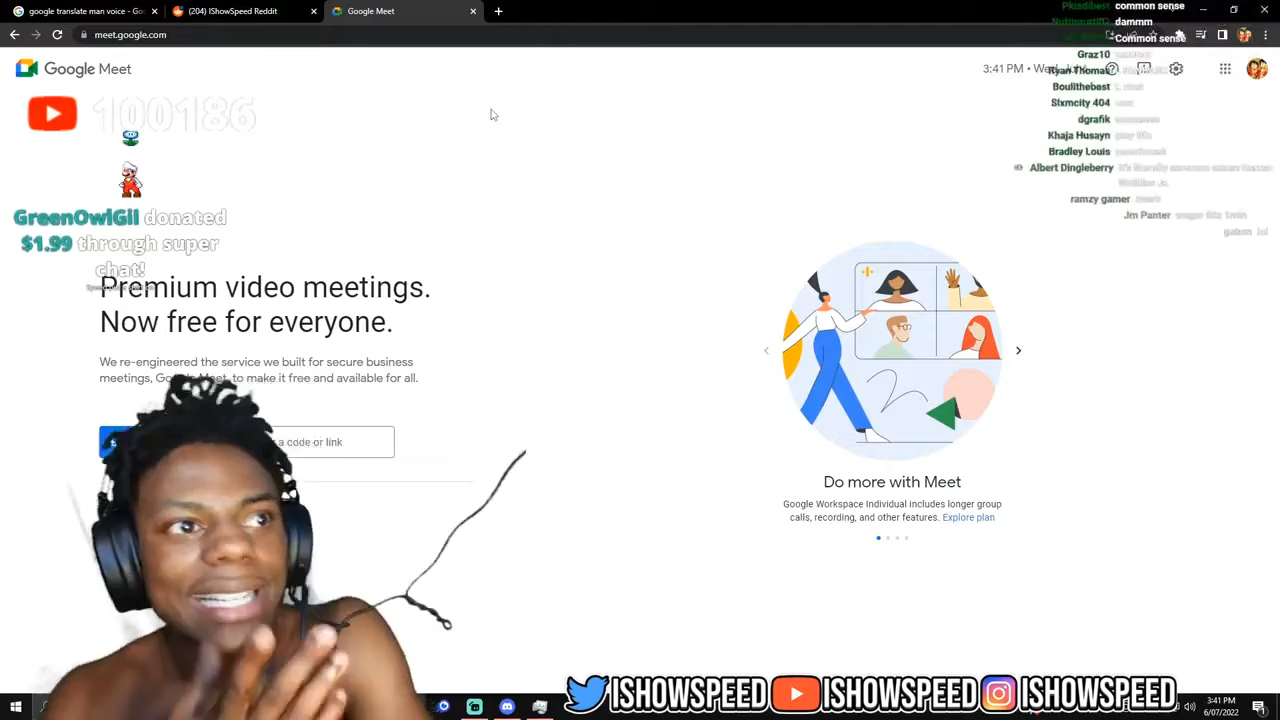 google translate man voice - Go
(204) IShowSpeed Reddit
Google Meet
meet.google.com
Google Meet
3:41 PM
100186
GreenOwlGil donated
$1.99 through super
chat!
Premium video meetings.
Now free for everyone.
We re-engineered the service we built for secure business
meetings, Google Meet, to make it free and available for all.
a code or link
Do more with Meet
Google Workspace Individual includes longer group
calls, recording, and other features. Explore plan
common sense
dammm
Common sense
Graz10
Ryan Thomas
Boulithebest
Slxmcity 404
dgrafik
Khaja Husayn
Bradley Louis
Albert Dingleberry
ramzy gamer
Jm Panter
gabon lol
ISHOWSPEED ISHOWSPEED ISHOWSPEED
3:41 PM
6/07/2022